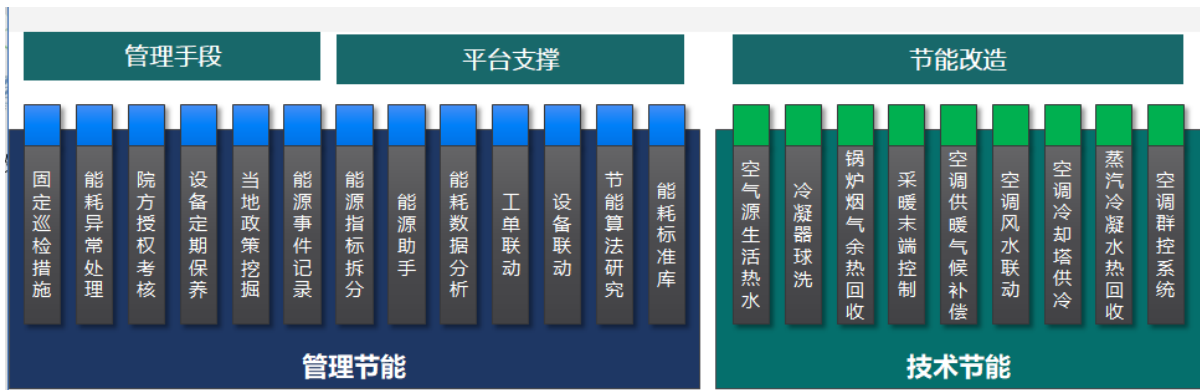 管理手段
平台支撑
节能改造
固定巡检措施
能耗异常处理
院方授权考核
设备定期保养
当地政策挖掘
能源事件记录
能源指标拆分
能源助手
能耗数据分析
工单联动
设备联动
节能算法研究
能耗标准库
空气源生活热水
冷凝器球洗
锅炉烟气余热回收
采暖末端控制
空调供暖气候补偿
空调风水联动
空调冷却塔供冷
蒸汽冷凝水热回收
空调群控系统
管理节能
技术节能